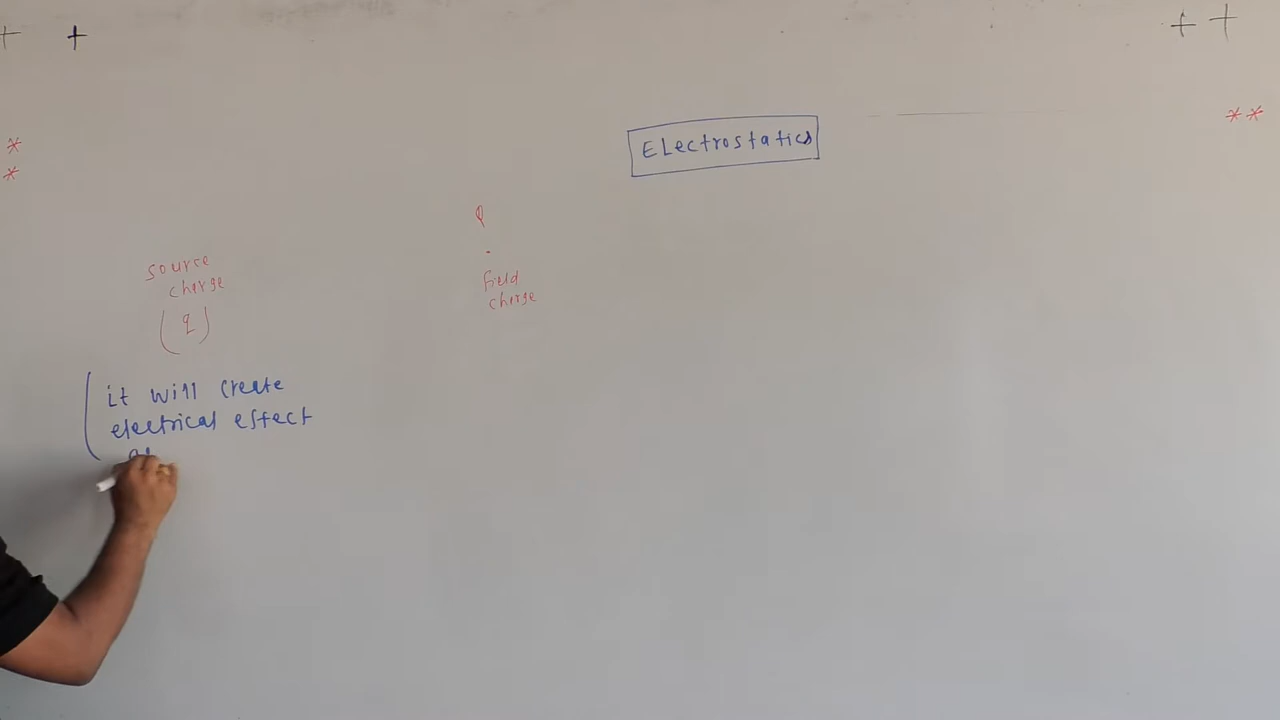 + +
+ +
* *
*
*
ELectrostatics
source
charge
(q)
field
charge
it will create
electrical effect